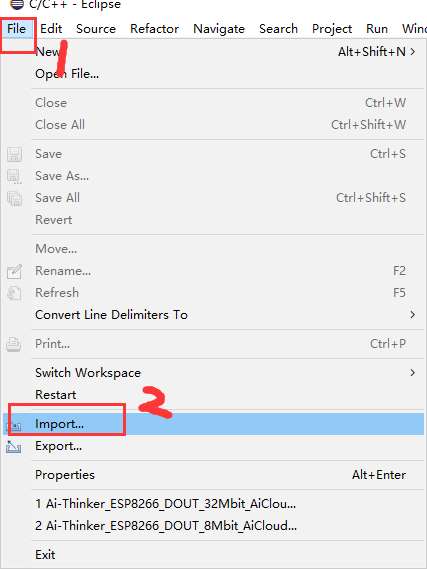 C/C++ - Eclipse
File Edit Source Refactor Navigate Search Project Run Win
1
New Alt+Shift+N >
Open File...
Close Ctrl+W
Close All Ctrl+Shift+W
Save Ctrl+S
Save As...
Save All Ctrl+Shift+S
Revert
Move...
Rename... F2
Refresh F5
Convert Line Delimiters To >
Print... Ctrl+P
Switch Workspace >
Restart
2
Import...
Export...
Properties Alt+Enter
1 Ai-Thinker_ESP8266_DOUT_32Mbit_AiClou...
2 Ai-Thinker_ESP8266_DOUT_8Mbit_AiCloud...
Exit